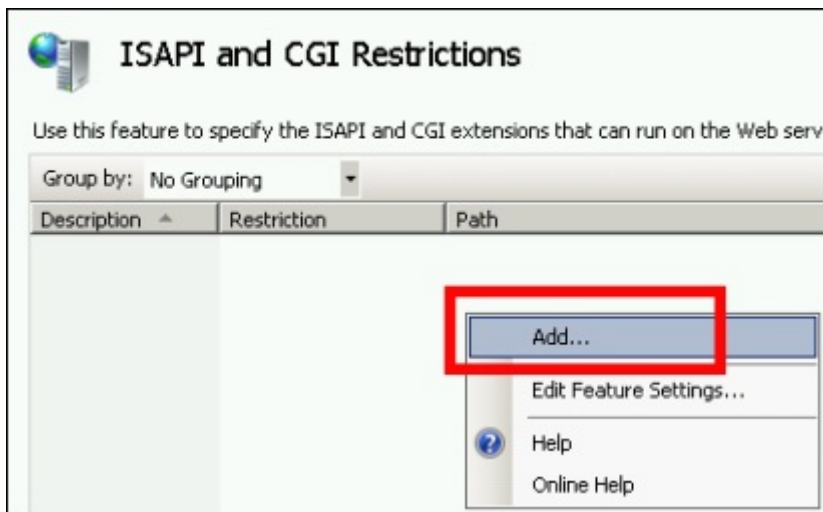 ISAPI and CGI Restrictions
Use this feature to specify the ISAPI and CGI extensions that can run on the Web serv
Group by: No Grouping
Description Restriction Path
Add...
Edit Feature Settings...
Help
Online Help